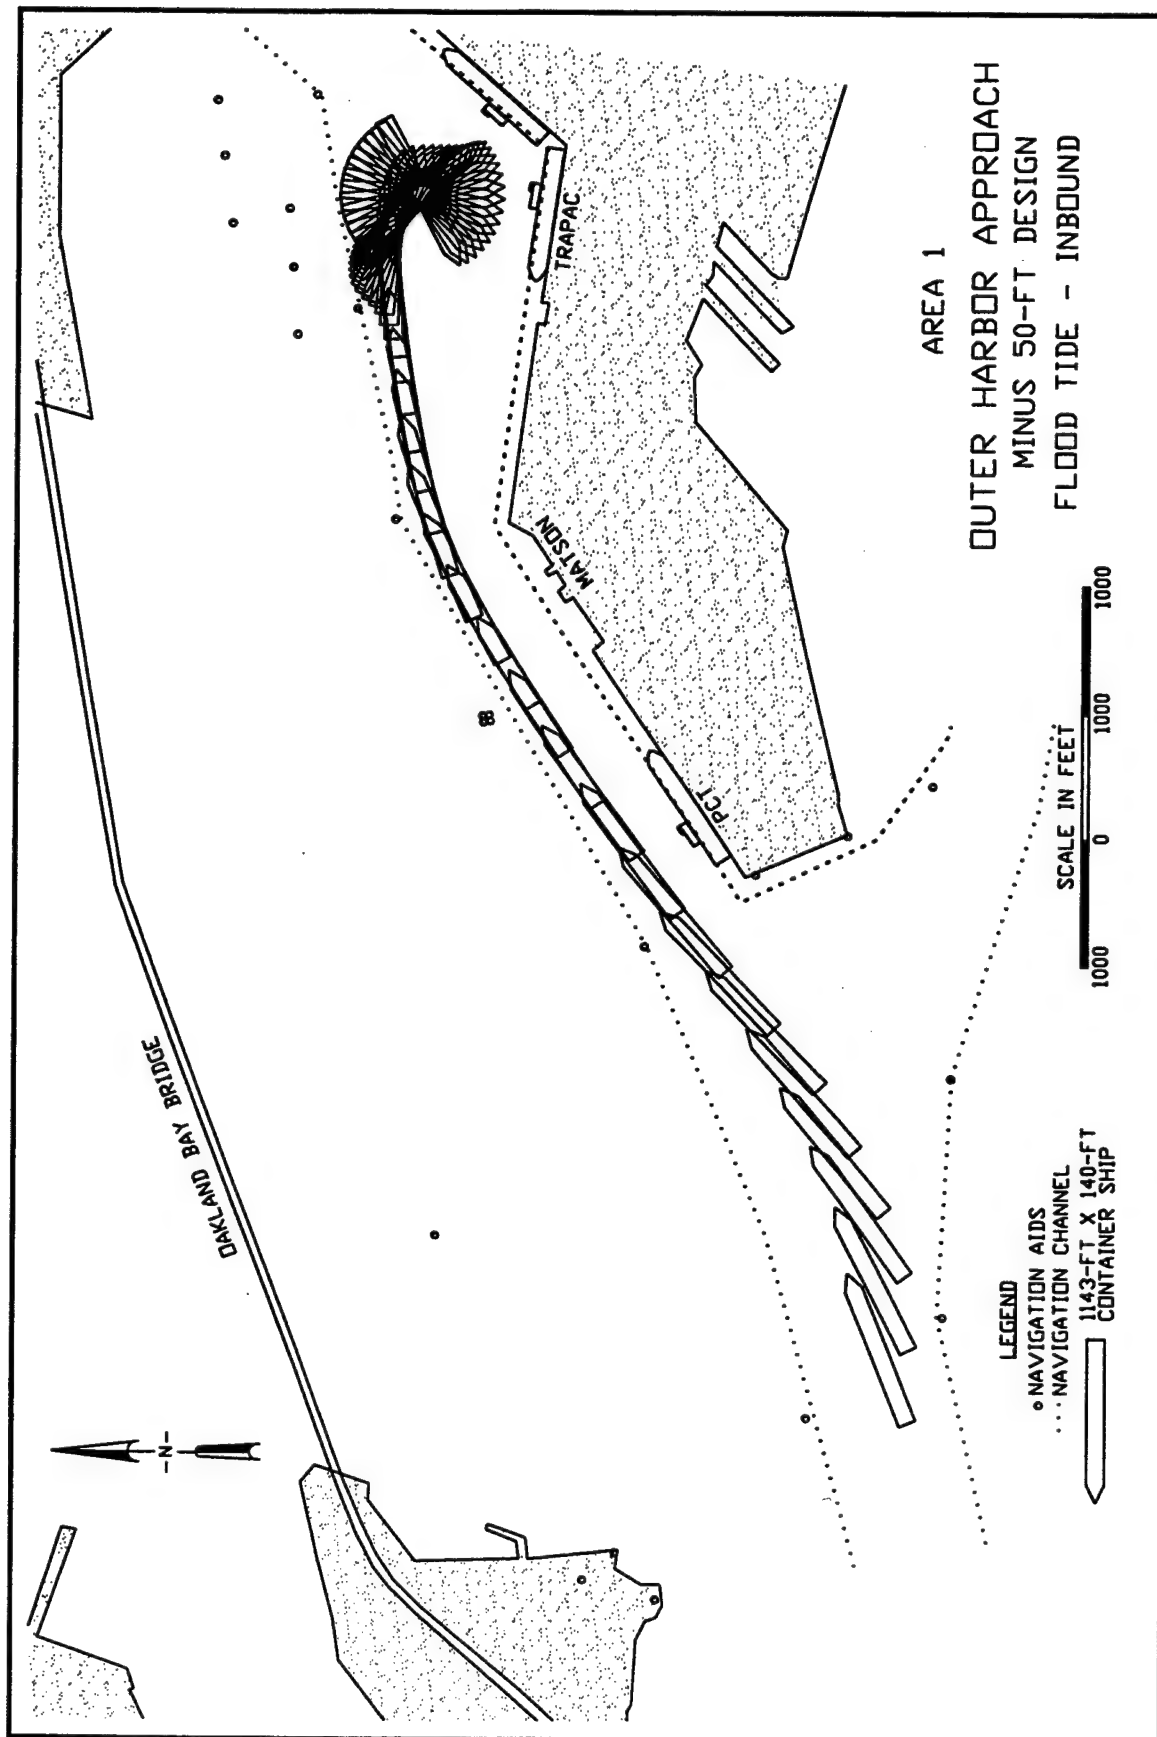 AREA 1
OUTER HARBOR APPROACH
MINUS 50-FT DESIGN
FLOOD TIDE - INBOUND
OAKLAND BAY BRIDGE
TRAPAC
MATSON
PCT
-N-
LEGEND
NAVIGATION AIDS
NAVIGATION CHANNEL
1143-FT X 140-FT
CONTAINER SHIP
SCALE IN FEET
1000 0 1000 1000